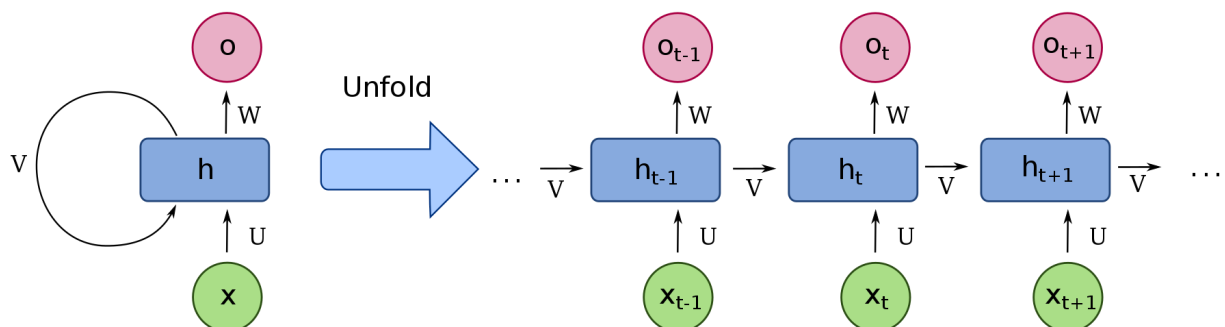 o
W
V
h
U
x
Unfold
...
V
o_{t-1}
W
h_{t-1}
V
U
x_{t-1}
o_t
W
h_t
V
U
x_t
o_{t+1}
W
h_{t+1}
V
U
x_{t+1}
...